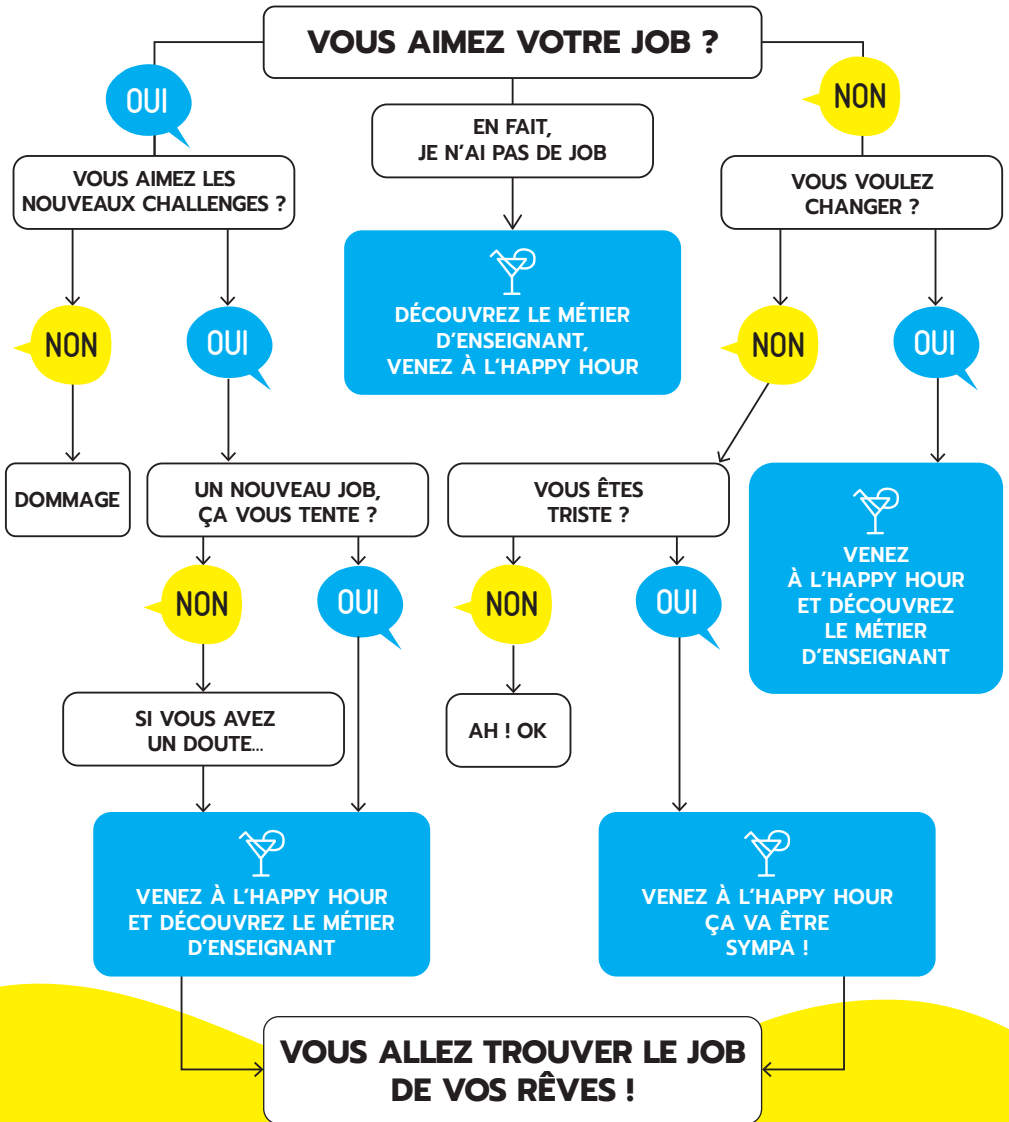 VOUS AIMEZ VOTRE JOB ?
OUI
NON
EN FAIT,
JE N'AI PAS DE JOB
VOUS AIMEZ LES
NOUVEAUX CHALLENGES ?
VOUS VOULEZ
CHANGER ?
DÉCOUVREZ LE MÉTIER
D'ENSEIGNANT,
VENEZ À L'HAPPY HOUR
NON
OUI
NON
OUI
DOMMAGE
UN NOUVEAU JOB,
ÇA VOUS TENTE ?
VOUS ÊTES
TRISTE ?
VENEZ
À L'HAPPY HOUR
ET DÉCOUVREZ
LE MÉTIER
D'ENSEIGNANT
NON
OUI
NON
OUI
SI VOUS AVEZ
UN DOUTE...
AH ! OK
VENEZ À L'HAPPY HOUR
ET DÉCOUVREZ LE MÉTIER
D'ENSEIGNANT
VENEZ À L'HAPPY HOUR
ÇA VA ÊTRE
SYMPA !
VOUS ALLEZ TROUVER LE JOB
DE VOS RÊVES !